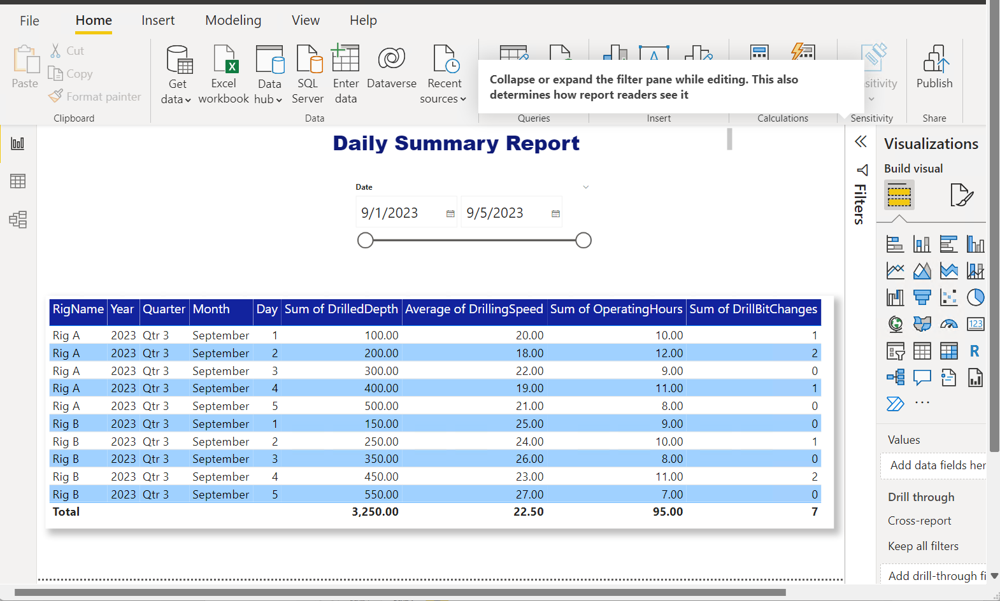 File Home Insert Modeling View Help
Paste
Cut
Copy
Format painter
Clipboard
Get data
Excel workbook
Data hub
SQL Server
Enter data
Dataverse
Recent sources
Data
Collapse or expand the filter pane while editing. This also
determines how report readers see it
Queries
Insert
Calculations
Sensitivity
Publish
Share
Daily Summary Report
Date
9/1/2023 9/5/2023
RigName Year Quarter Month Day Sum of DrilledDepth Average of DrillingSpeed Sum of OperatingHours Sum of DrillBitChanges
Rig A 2023 Qtr 3 September 1 100.00 20.00 10.00 1
Rig A 2023 Qtr 3 September 2 200.00 18.00 12.00 2
Rig A 2023 Qtr 3 September 3 300.00 22.00 9.00 0
Rig A 2023 Qtr 3 September 4 400.00 19.00 11.00 1
Rig A 2023 Qtr 3 September 5 500.00 21.00 8.00 0
Rig B 2023 Qtr 3 September 1 150.00 25.00 9.00 0
Rig B 2023 Qtr 3 September 2 250.00 24.00 10.00 1
Rig B 2023 Qtr 3 September 3 350.00 26.00 8.00 0
Rig B 2023 Qtr 3 September 4 450.00 23.00 11.00 2
Rig B 2023 Qtr 3 September 5 550.00 27.00 7.00 0
Total 3,250.00 22.50 95.00 7
Filters
Visualizations
Build visual
123
R
Values
Add data fields her
Drill through
Cross-report
Keep all filters
Add drill-through fi